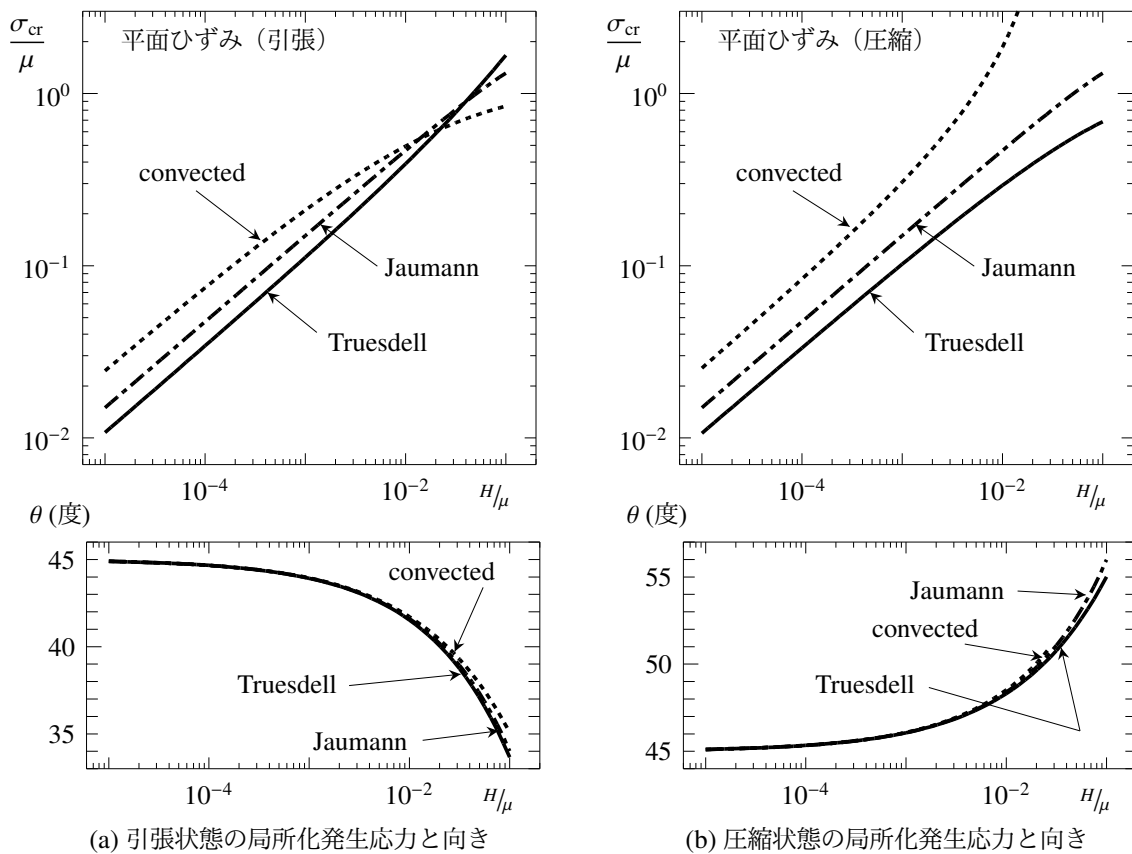 σcr/μ
平面ひずみ（引張）
10⁰
10⁻¹
10⁻²
convected
Jaumann
Truesdell
10⁻⁴
10⁻²
H/μ
σcr/μ
平面ひずみ（圧縮）
10⁰
10⁻¹
10⁻²
convected
Jaumann
Truesdell
10⁻⁴
10⁻²
H/μ
θ (度)
45
40
35
convected
Truesdell
Jaumann
10⁻⁴
10⁻²
H/μ
θ (度)
55
50
45
Jaumann
convected
Truesdell
10⁻⁴
10⁻²
H/μ
(a) 引張状態の局所化発生応力と向き
(b) 圧縮状態の局所化発生応力と向き